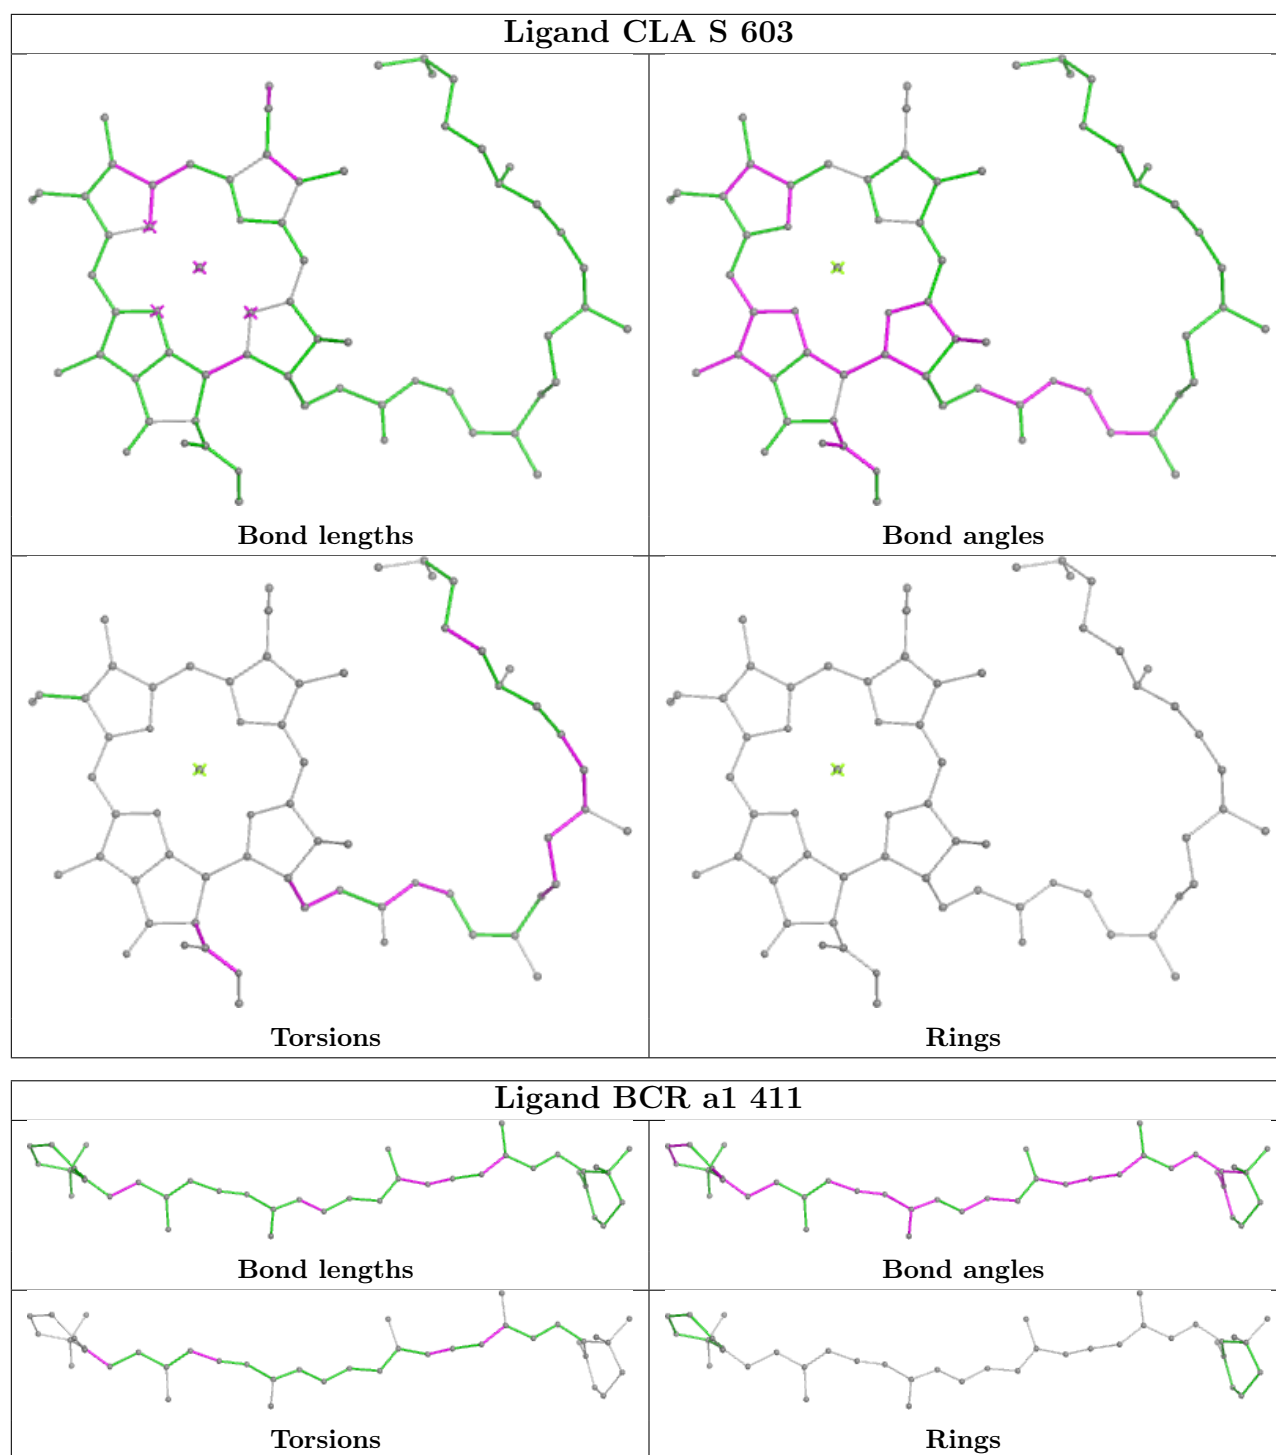 Ligand CLA S 603
Bond lengths
Bond angles
Torsions
Rings
Ligand BCR a1 411
Bond lengths
Bond angles
Torsions
Rings